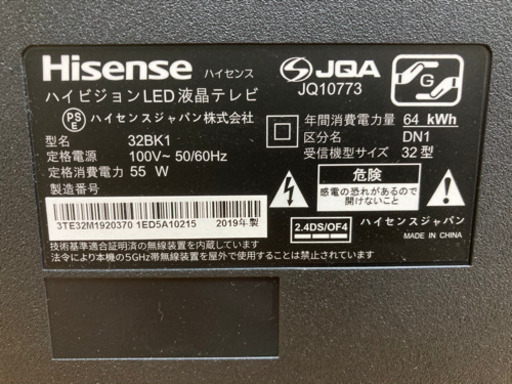 Hisense ハイセンス
ハイビジョンLED液晶テレビ
PSE ハイセンスジャパン株式会社
型名 32BK1
定格電源 100V~ 50/60Hz
定格消費電力 55 W
製造番号
3TE32M1920370 1ED5A10215 2019年製
技術基準適合証明済の無線装置を内蔵しています
法令により本機の5GHz帯無線装置を屋外で使用することは禁止されています
JQA
JQ10773
G
年間消費電力量 64 kWh
区分名 DN1
受信機型サイズ 32型
危険
感電の恐れがあるので
開けないこと
2.4DS/OF4
ハイセンスジャパン
MADE IN CHINA